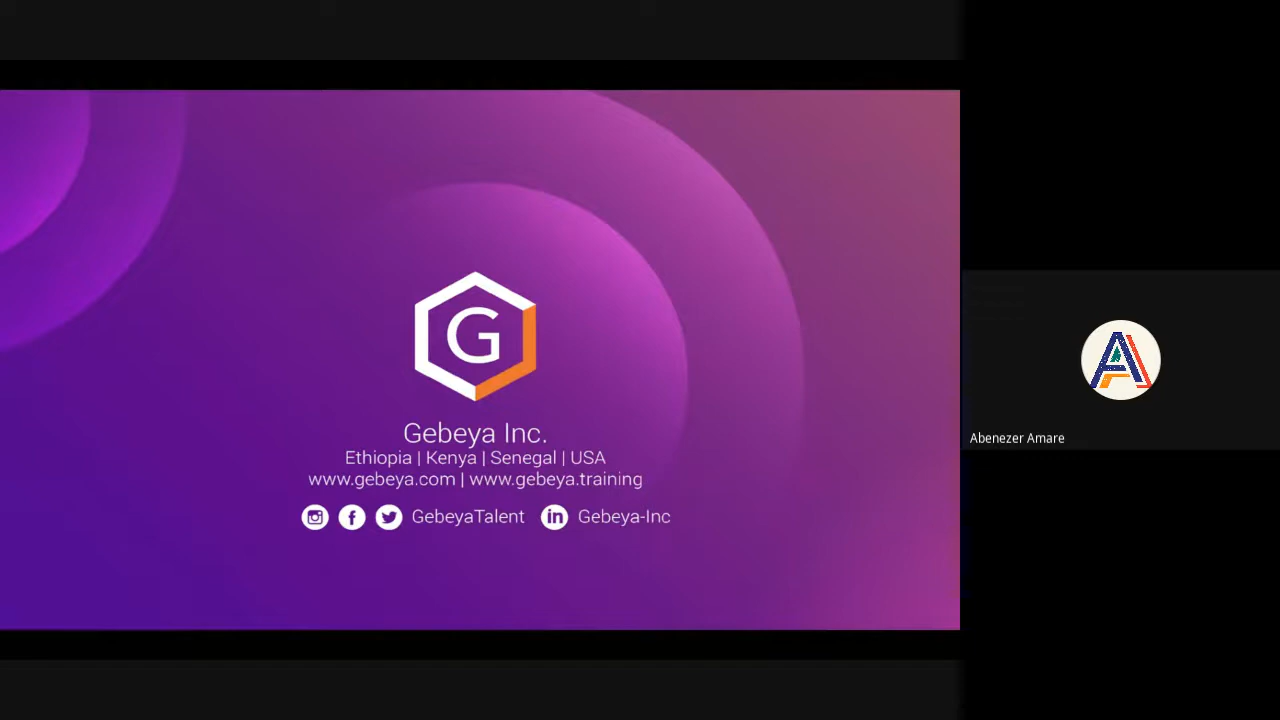 G
Gebeya Inc.
Ethiopia | Kenya | Senegal | USA
www.gebeya.com | www.gebeya.training
GebeyaTalent Gebeya-Inc
Abenezer Amare